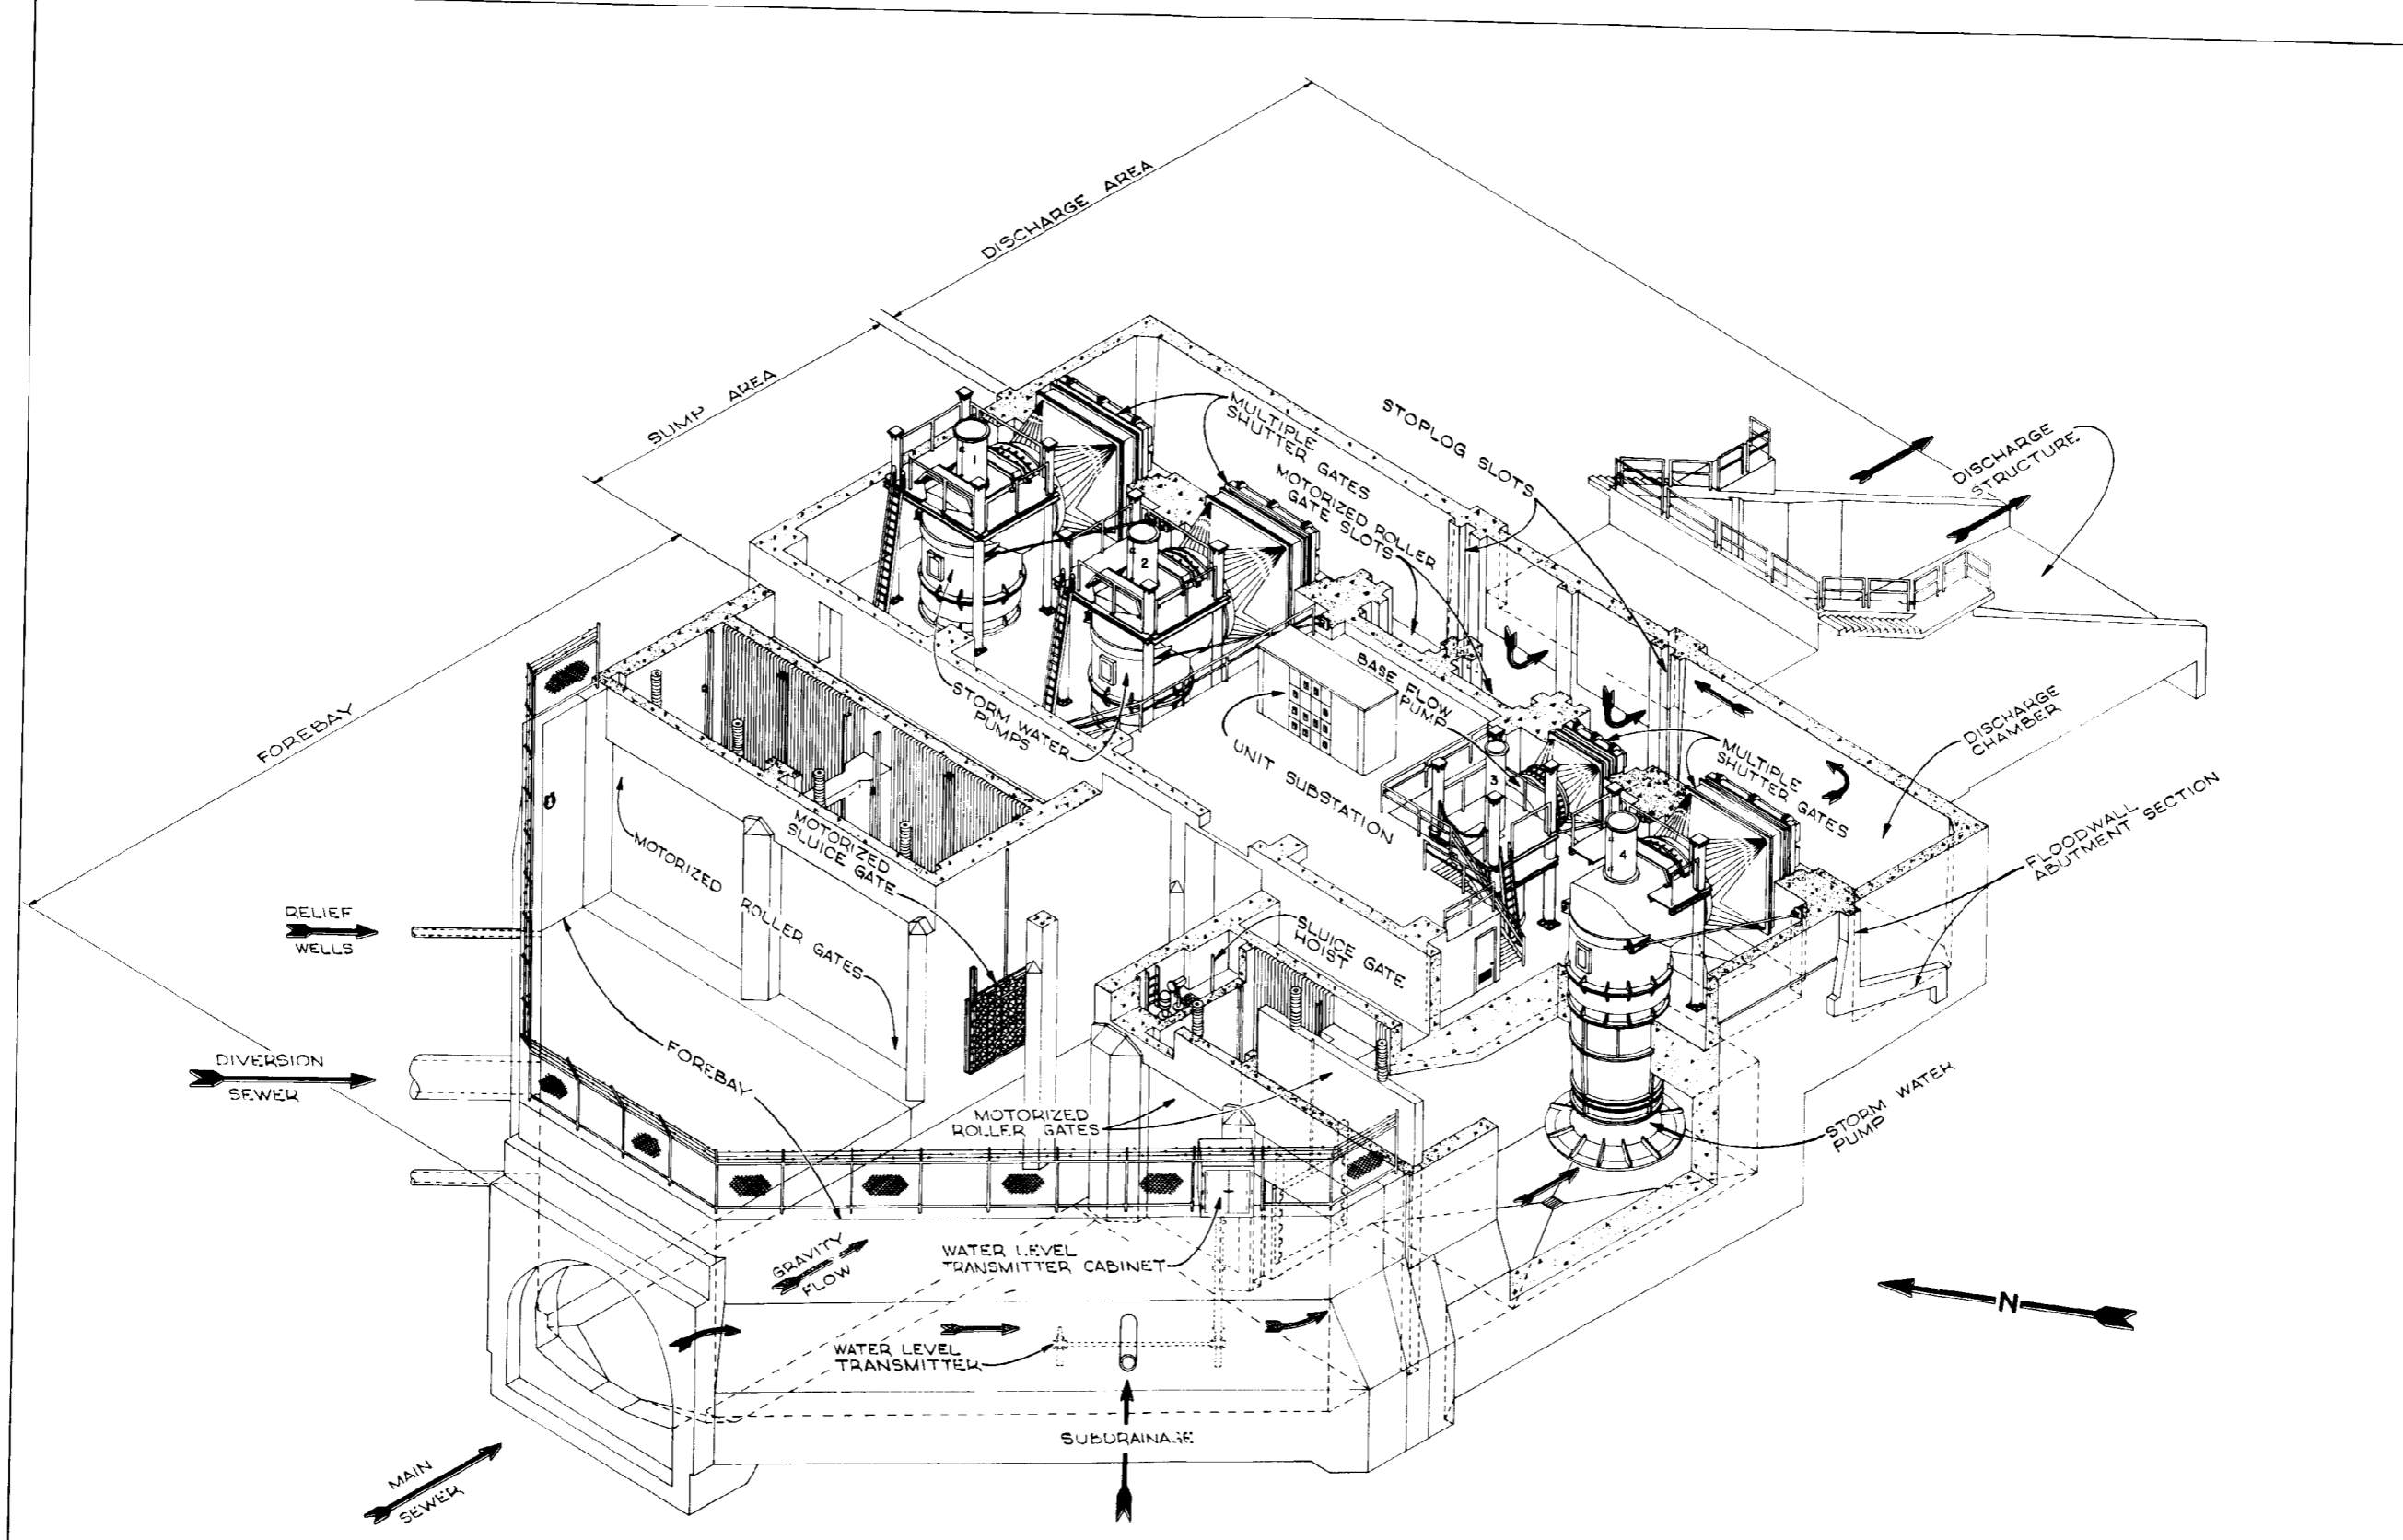 DISCHARGE AREA
SUMP AREA
FOREBAY
MULTIPLE
SHUTTER GATES
MOTORIZED ROLLER
GATE SLOTS
STOPLOG SLOTS
DISCHARGE
STRUCTURE
1
2
STORM WATER
PUMPS
BASE FLOW
PUMP
UNIT SUBSTATION
3
4
MULTIPLE
SHUTTER GATES
DISCHARGE
CHAMBER
FLOODWALL
ABUTMENT SECTION
MOTORIZED
SLUICE GATE
MOTORIZED ROLLER GATES
RELIEF
WELLS
SLUICE GATE
HOIST
FOREBAY
DIVERSION
SEWER
MOTORIZED
ROLLER GATES
STORM WATER
PUMP
GRAVITY
FLOW
WATER LEVEL
TRANSMITTER CABINET
N
WATER LEVEL
TRANSMITTER
SUBDRAINAGE
MAIN
SEWER